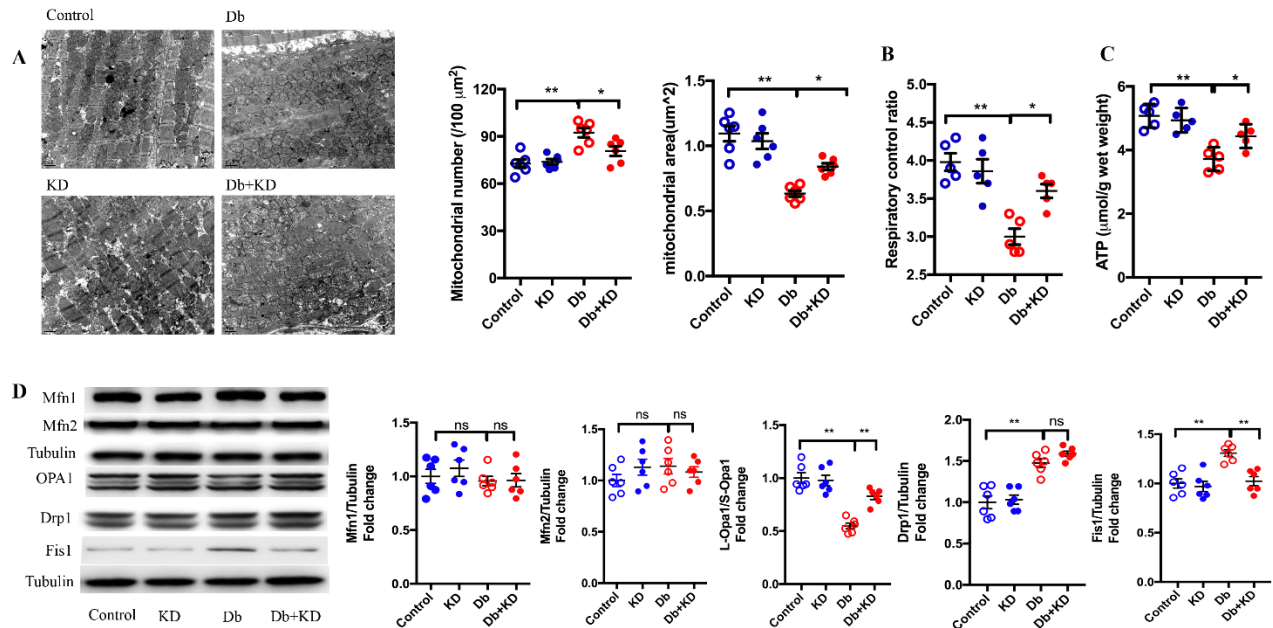 Control
Db
A
KD
Db+KD
Mitochondrial number (/100 μm²)
120
90
60
30
0
**
*
Control
KD
Db
Db+KD
mitochondrial area(um^2)
1.5
1.0
0.5
0.0
**
*
Control
KD
Db
Db+KD
B
Respiratory control ratio
5.0
4.5
4.0
3.5
3.0
2.5
**
*
Control
KD
Db
Db+KD
C
ATP (μmol/g wet weight)
6
4
2
0
**
*
Control
KD
Db
Db+KD
D
Mfn1
Mfn2
Tubulin
OPA1
Drp1
Fis1
Tubulin
Control
KD
Db
Db+KD
Mfn1/Tubulin
Fold change
1.5
1.0
0.5
0.0
ns
ns
Control
KD
Db
Db+KD
Mfn2/Tubulin
Fold change
1.5
1.0
0.5
0.0
ns
ns
Control
KD
Db
Db+KD
L-Opa1/S-Opa1
Fold change
1.5
1.0
0.5
0.0
**
**
Control
KD
Db
Db+KD
Drp1/Tubulin
Fold change
2.0
1.5
1.0
0.5
0.0
**
ns
Control
KD
Db
Db+KD
Fis1/Tubulin
Fold change
1.5
1.0
0.5
0.0
**
**
Control
KD
Db
Db+KD